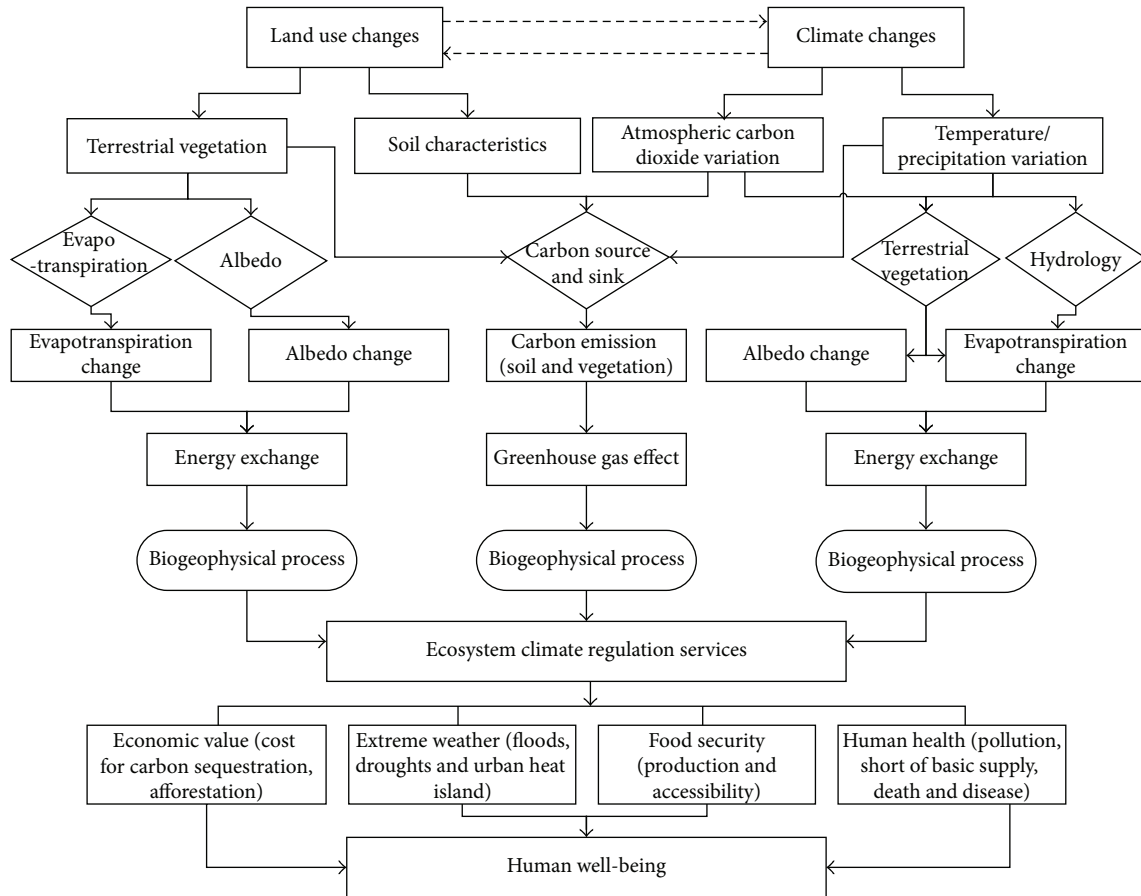 Land use changes
Climate changes
Terrestrial vegetation
Soil characteristics
Atmospheric carbon
dioxide variation
Temperature/
precipitation variation
Evapo
-transpiration
Albedo
Carbon source
and sink
Terrestrial
vegetation
Hydrology
Evapotranspiration
change
Albedo change
Carbon emission
(soil and vegetation)
Albedo change
Evapotranspiration
change
Energy exchange
Greenhouse gas effect
Energy exchange
Biogeophysical process
Biogeophysical process
Biogeophysical process
Ecosystem climate regulation services
Economic value (cost
for carbon sequestration,
afforestation)
Extreme weather (floods,
droughts and urban heat
island)
Food security
(production and
accessibility)
Human health (pollution,
short of basic supply,
death and disease)
Human well-being